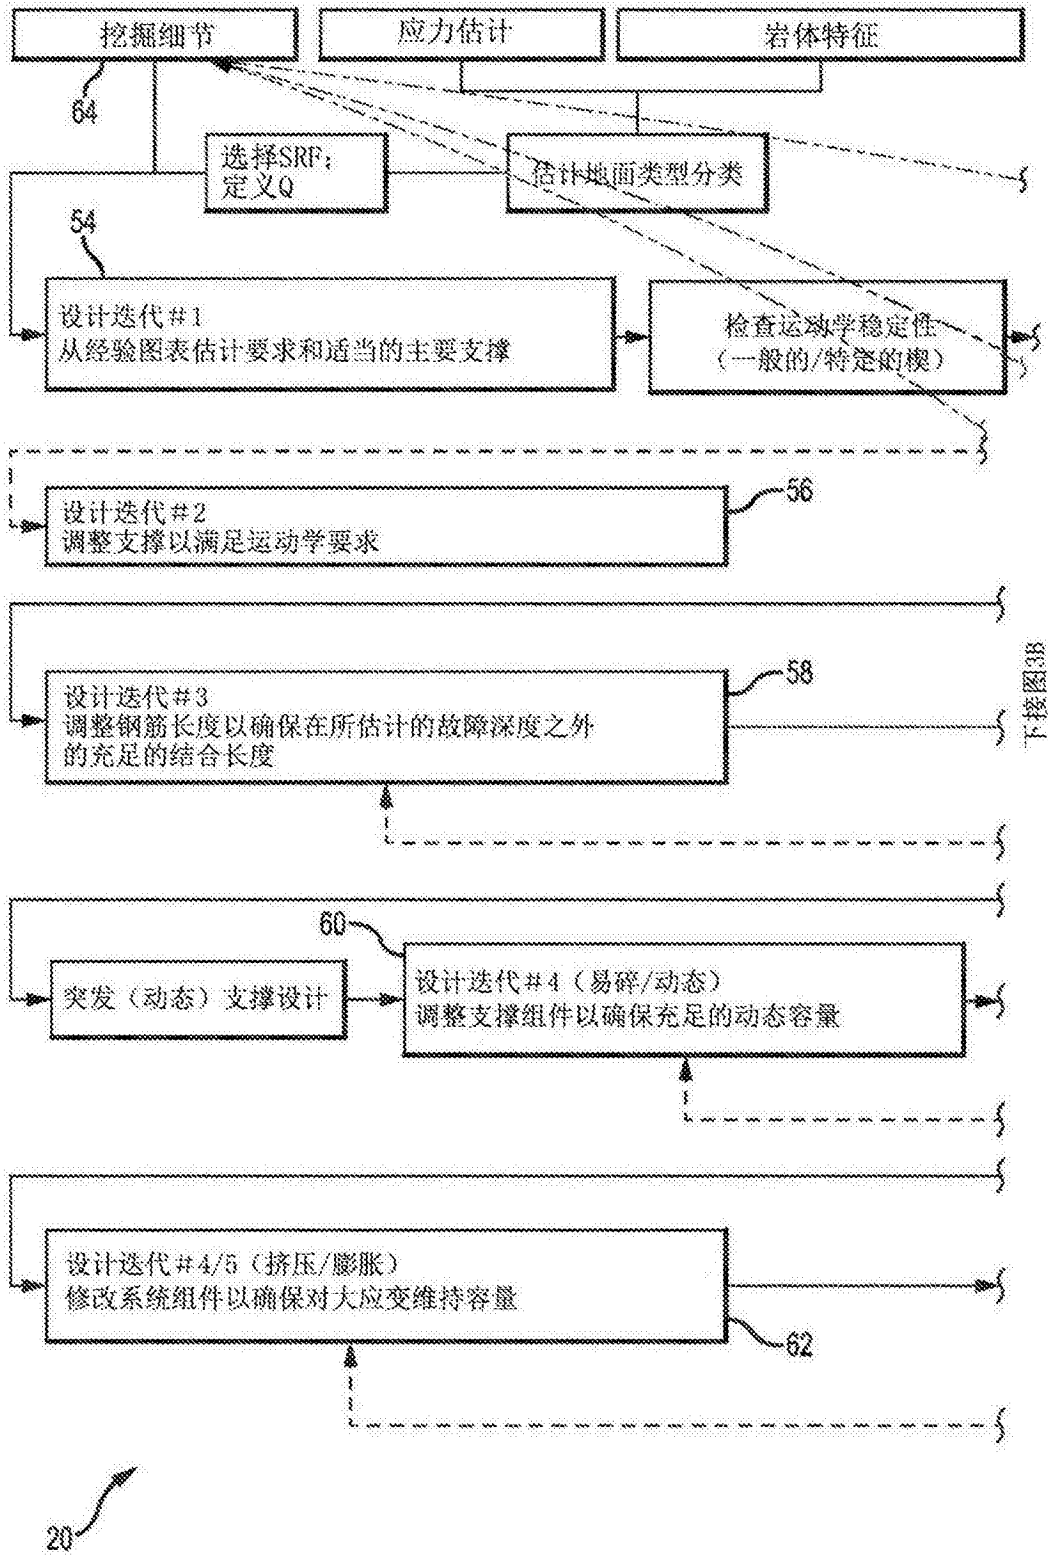 挖掘细节
应力估计
岩体特征
64
选择SRF；
定义Q
估计地面类型分类
54
设计迭代＃1
从经验图表估计要求和适当的主要支撑
检查运动学稳定性
（一般的/特定的楔）
56
设计迭代＃2
调整支撑以满足运动学要求
58
设计迭代＃3
调整钢筋长度以确保在所估计的故障深度之外
的充足的结合长度
下接图3B
60
突发（动态）支撑设计
设计迭代＃4（易碎/动态）
调整支撑组件以确保充足的动态容量
设计迭代＃4/5（挤压/膨胀）
修改系统组件以确保对大应变维持容量
62
20